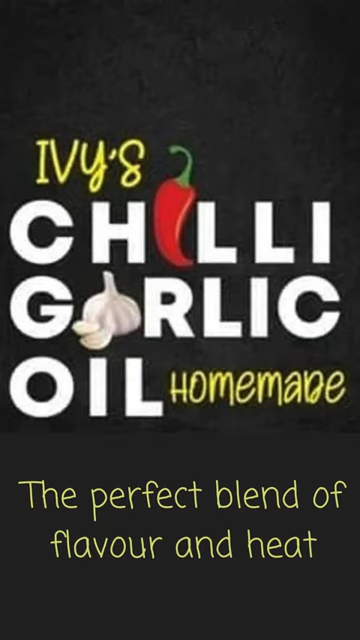 Ivy's
CHILLI
GARLIC
OIL Homemade
The perfect blend of
flavour and heat